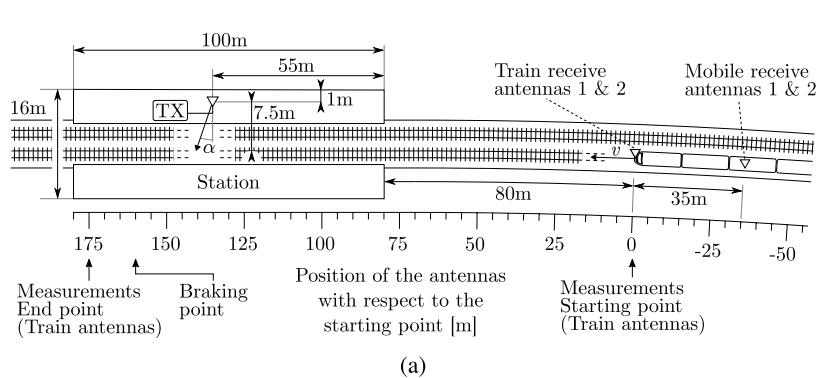 100m
55m
Train receive
antennas 1 & 2
Mobile receive
antennas 1 & 2
16m
TX
1m
7.5m
α
v
Station
80m
35m
175
150
125
100
75
50
25
0
-25
-50
Measurements
End point
(Train antennas)
Braking
point
Position of the antennas
with respect to the
starting point [m]
Measurements
Starting point
(Train antennas)
(a)